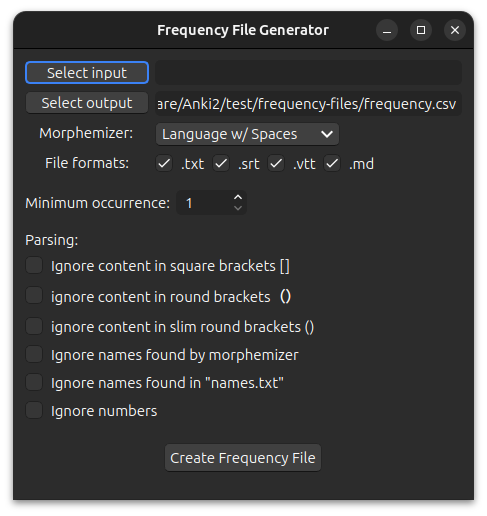 Frequency File Generator
Select input
Select output are/Anki2/test/frequency-files/frequency.csv
Morphemizer: Language w/ Spaces
File formats: .txt .srt .vtt .md
Minimum occurrence: 1
Parsing:
Ignore content in square brackets []
ignore content in round brackets （）
ignore content in slim round brackets ()
Ignore names found by morphemizer
Ignore names found in "names.txt"
Ignore numbers
Create Frequency File